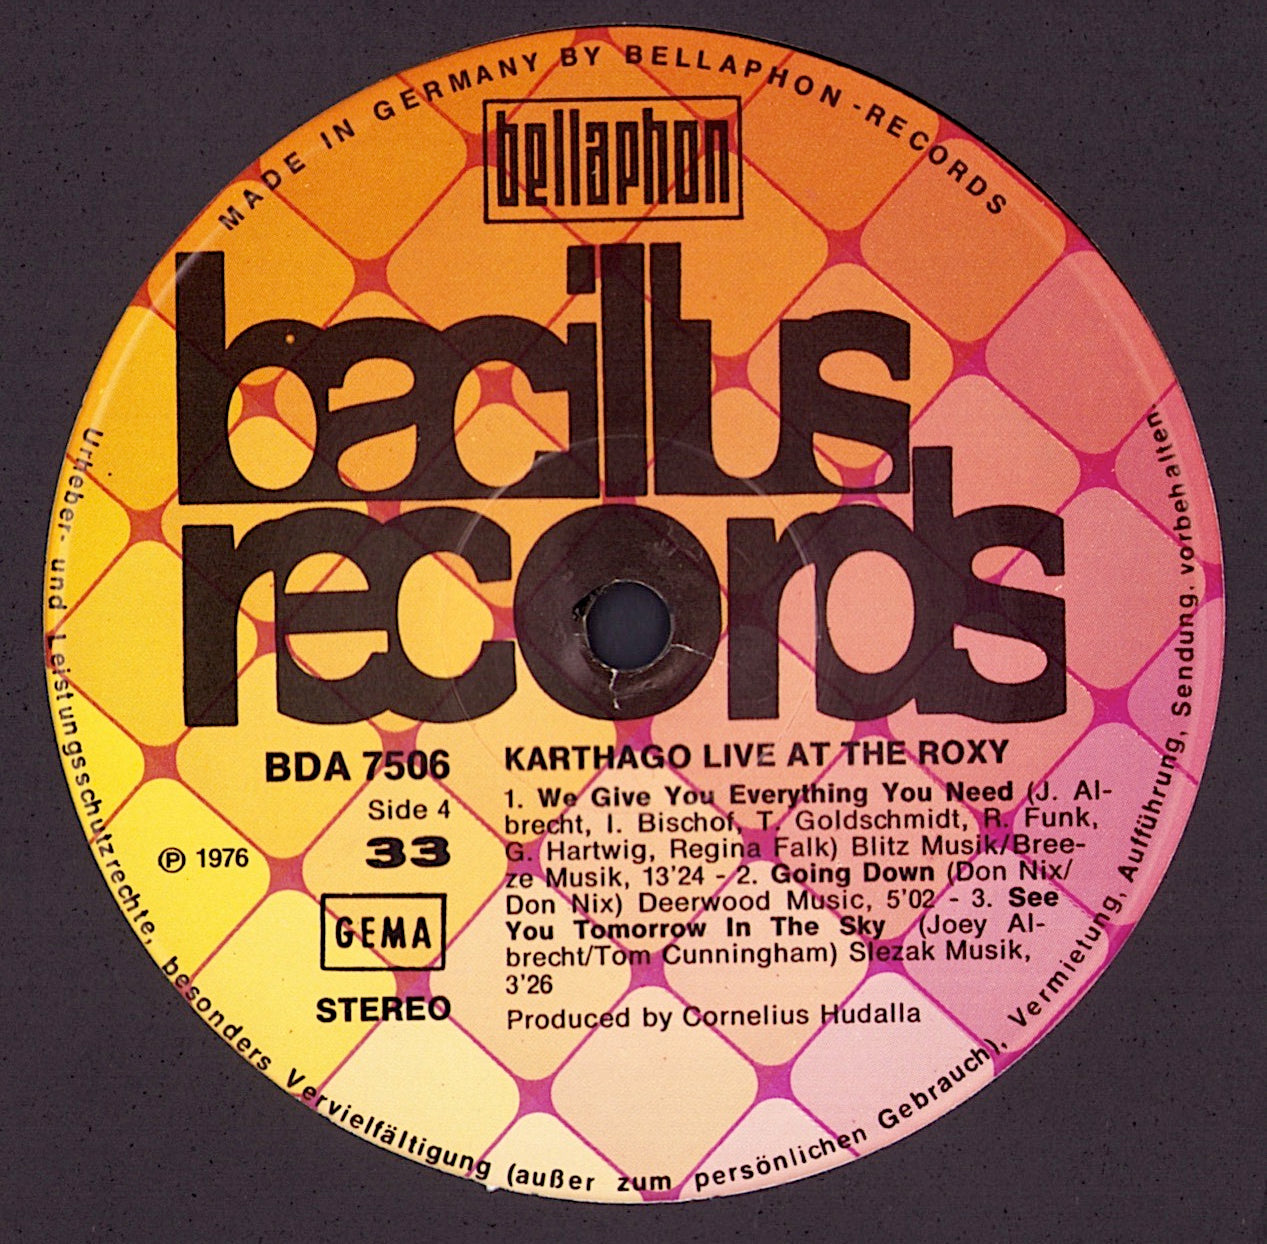 MADE IN GERMANY BY BELLAPHON-RECORDS
bellaphon
bacillus
records
BDA 7506
Side 4
33
℗ 1976
GEMA
STEREO
KARTHAGO LIVE AT THE ROXY
1. We Give You Everything You Need (J. Al-
brecht, I. Bischof, T. Goldschmidt, R. Funk,
G. Hartwig, Regina Falk) Blitz Musik/Bree-
ze Musik, 13'24 - 2. Going Down (Don Nix/
Don Nix) Deerwood Music, 5'02 - 3. See
You Tomorrow In The Sky (Joey Al-
brecht/Tom Cunningham) Slezak Musik,
3'26
Produced by Cornelius Hudalla
Urheber- und Leistungsschutzrechte, besonders Vervielfältigung (außer zum persönlichen Gebrauch), Vermietung, Aufführung, Sendung, vorbehalten.